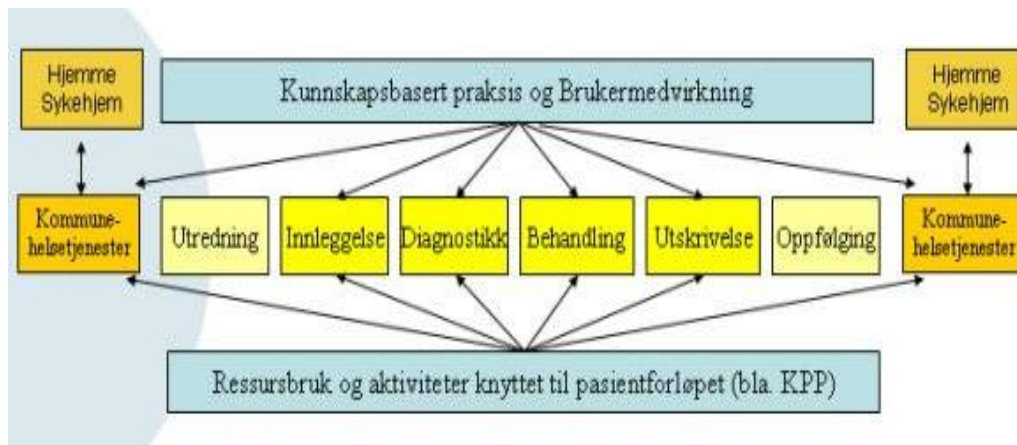 Hjemme
Sykehjem
Kunnskapsbasert praksis og Brukermedvirkning
Hjemme
Sykehjem
Kommune-
helsetjenester
Utredning
Innleggelse
Diagnostikk
Behandling
Utskrivelse
Oppfølging
Kommune-
helsetjenester
Ressursbruk og aktiviteter knyttet til pasientforløpet (bla. KPP)